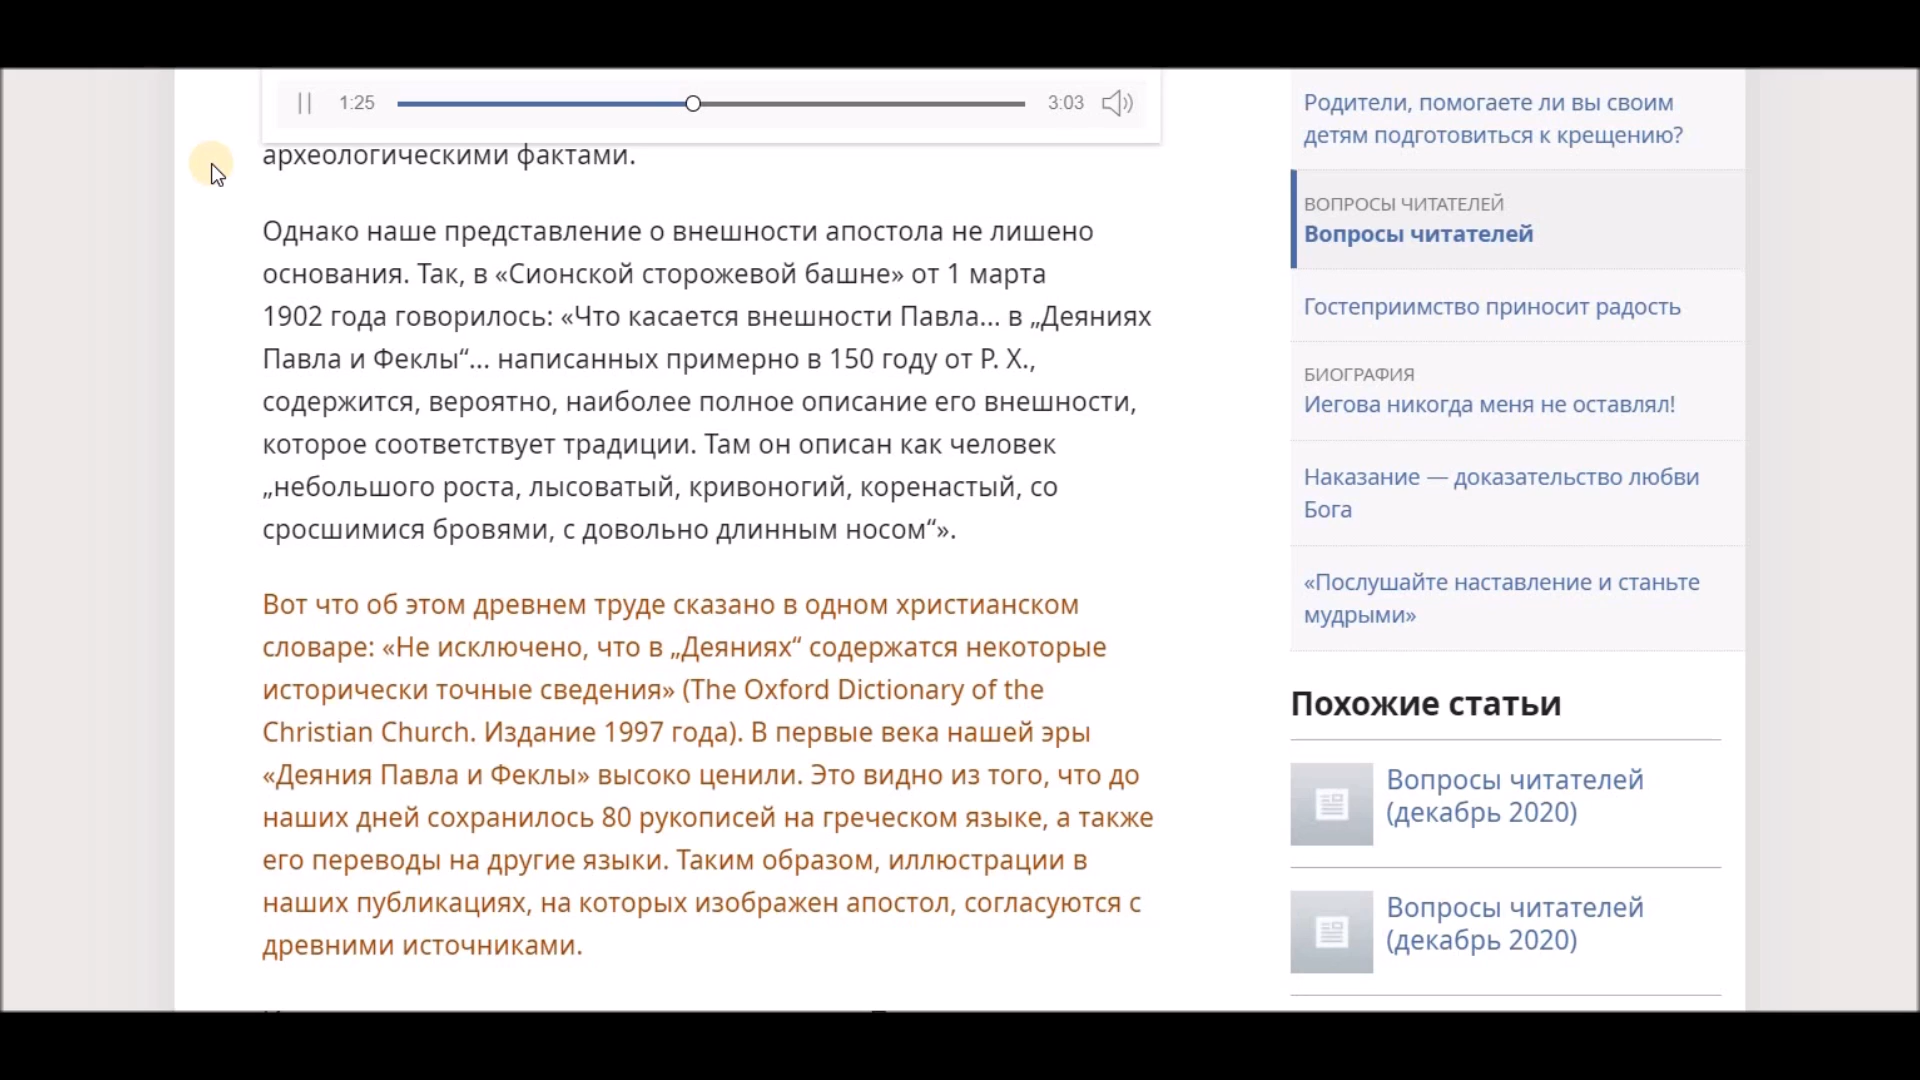 1:25
3:03
археологическими фактами.
Однако наше представление о внешности апостола не лишено
основания. Так, в «Сионской сторожевой башне» от 1 марта
1902 года говорилось: «Что касается внешности Павла... в „Деяниях
Павла и Феклы“... написанных примерно в 150 году от Р. Х.,
содержится, вероятно, наиболее полное описание его внешности,
которое соответствует традиции. Там он описан как человек
„небольшого роста, лысоватый, кривоногий, коренастый, со
сросшимися бровями, с довольно длинным носом“».
Вот что об этом древнем труде сказано в одном христианском
словаре: «Не исключено, что в „Деяниях“ содержатся некоторые
исторически точные сведения» (The Oxford Dictionary of the
Christian Church. Издание 1997 года). В первые века нашей эры
«Деяния Павла и Феклы» высоко ценили. Это видно из того, что до
наших дней сохранилось 80 рукописей на греческом языке, а также
его переводы на другие языки. Таким образом, иллюстрации в
наших публикациях, на которых изображен апостол, согласуются с
древними источниками.
Родители, помогаете ли вы своим
детям подготовиться к крещению?
ВОПРОСЫ ЧИТАТЕЛЕЙ
Вопросы читателей
Гостеприимство приносит радость
БИОГРАФИЯ
Иегова никогда меня не оставлял!
Наказание — доказательство любви
Бога
«Послушайте наставление и станьте
мудрыми»
Похожие статьи
Вопросы читателей
(декабрь 2020)
Вопросы читателей
(декабрь 2020)